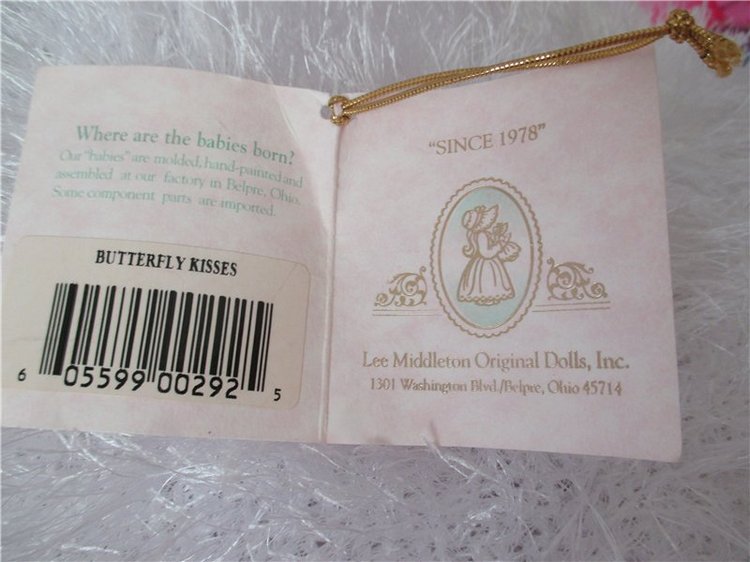 Where are the babies born?
Our "babies" are molded, hand-painted and
assembled at our factory in Belpre, Ohio.
Some component parts are imported.
BUTTERFLY KISSES
6 05599 00292 5
"SINCE 1978"
Lee Middleton Original Dolls, Inc.
1301 Washington Blvd./Belpre, Ohio 45714